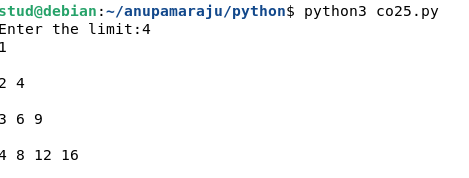 stud@debian:~/anupamaraju/python$ python3 co25.py
Enter the limit:4
1
2 4
3 6 9
4 8 12 16